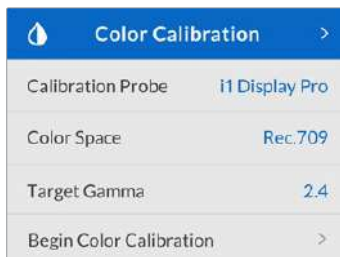 Color Calibration >
Calibration Probe i1 Display Pro
Color Space Rec.709
Target Gamma 2.4
Begin Color Calibration >